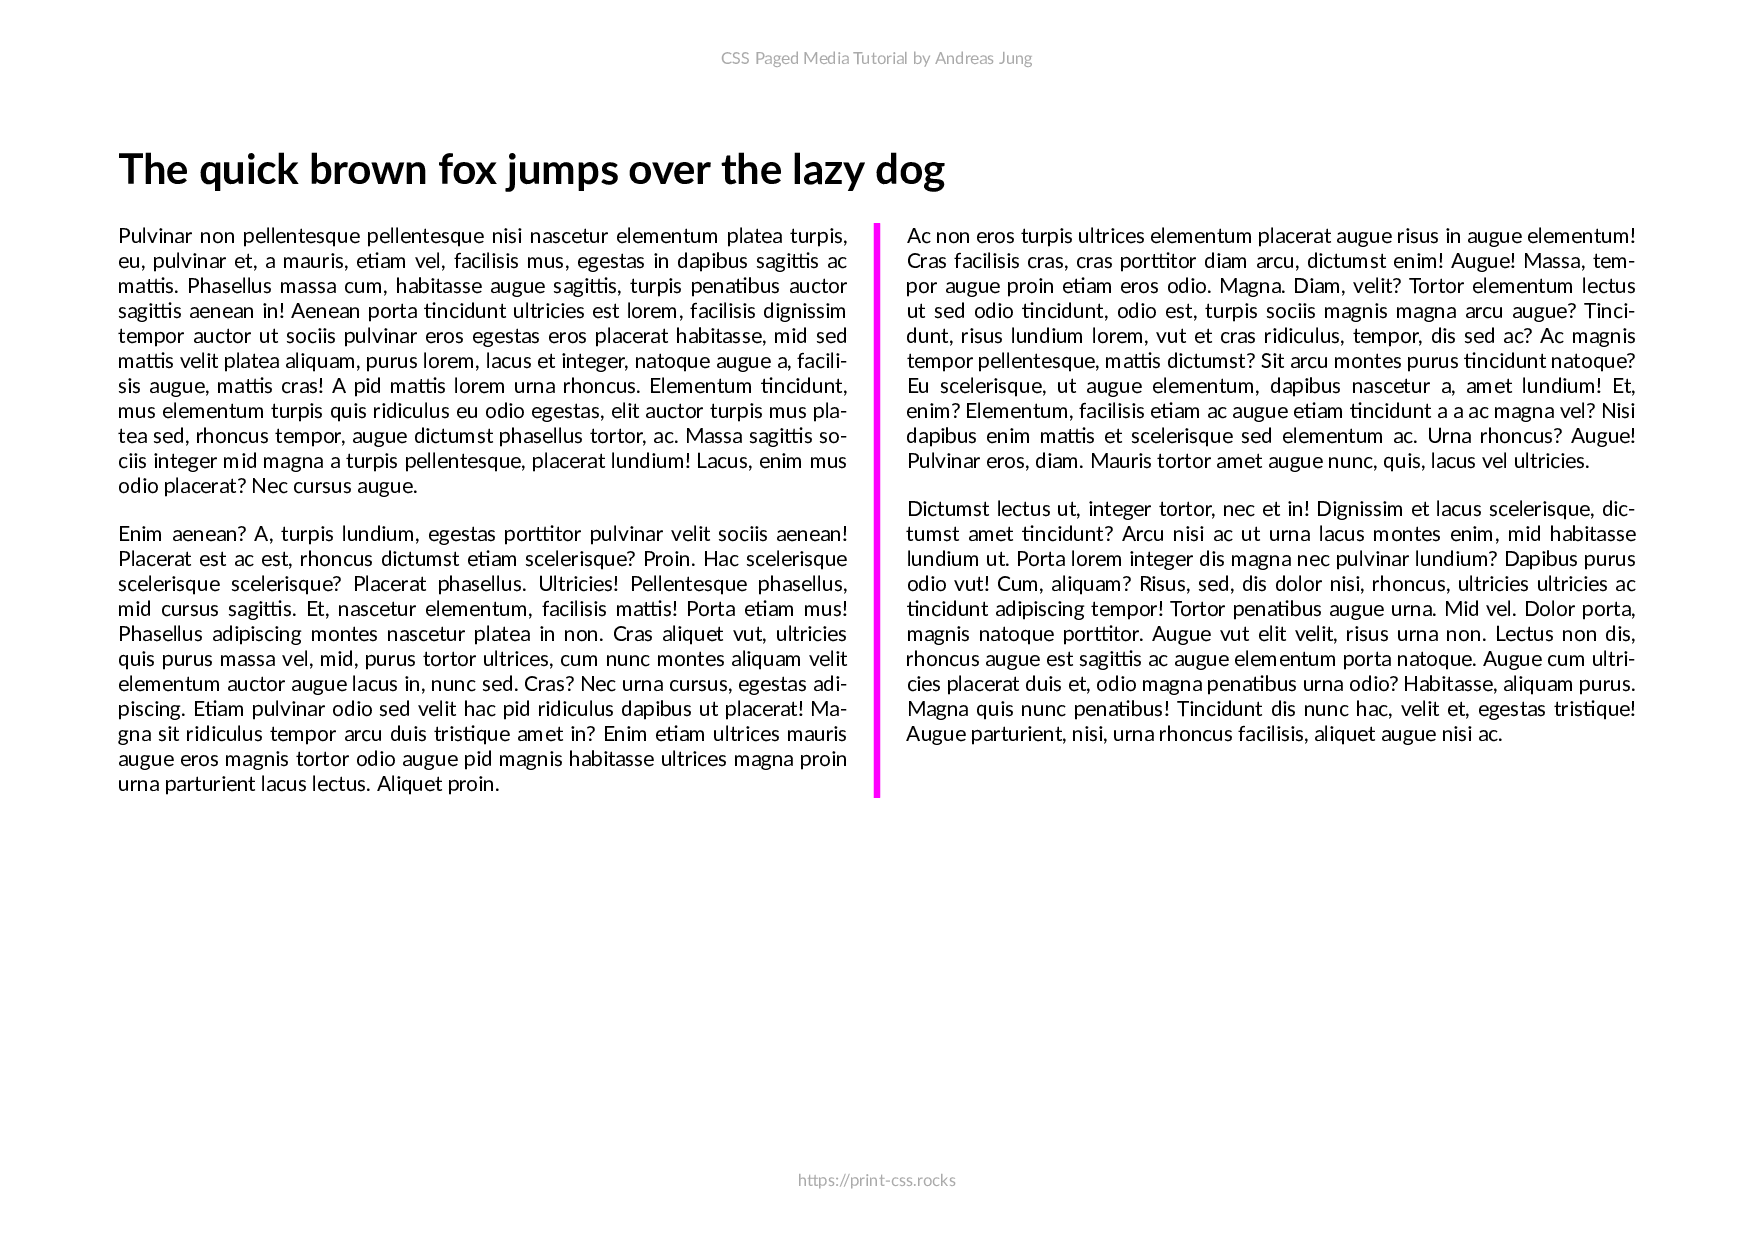 CSS Paged Media Tutorial by Andreas Jung
The quick brown fox jumps over the lazy dog
Pulvinar non pellentesque pellentesque nisi nascetur elementum platea turpis,
eu, pulvinar et, a mauris, etiam vel, facilisis mus, egestas in dapibus sagittis ac
mattis. Phasellus massa cum, habitasse augue sagittis, turpis penatibus auctor
sagittis aenean in! Aenean porta tincidunt ultricies est lorem, facilisis dignissim
tempor auctor ut sociis pulvinar eros egestas eros placerat habitasse, mid sed
mattis velit platea aliquam, purus lorem, lacus et integer, natoque augue a, facili-
sis augue, mattis cras! A pid mattis lorem urna rhoncus. Elementum tincidunt,
mus elementum turpis quis ridiculus eu odio egestas, elit auctor turpis mus pla-
tea sed, rhoncus tempor, augue dictumst phasellus tortor, ac. Massa sagittis so-
ciis integer mid magna a turpis pellentesque, placerat lundium! Lacus, enim mus
odio placerat? Nec cursus augue.
Enim aenean? A, turpis lundium, egestas porttitor pulvinar velit sociis aenean!
Placerat est ac est, rhoncus dictumst etiam scelerisque? Proin. Hac scelerisque
scelerisque scelerisque? Placerat phasellus. Ultricies! Pellentesque phasellus,
mid cursus sagittis. Et, nascetur elementum, facilisis mattis! Porta etiam mus!
Phasellus adipiscing montes nascetur platea in non. Cras aliquet vut, ultricies
quis purus massa vel, mid, purus tortor ultrices, cum nunc montes aliquam velit
elementum auctor augue lacus in, nunc sed. Cras? Nec urna cursus, egestas adi-
piscing. Etiam pulvinar odio sed velit hac pid ridiculus dapibus ut placerat! Ma-
gna sit ridiculus tempor arcu duis tristique amet in? Enim etiam ultrices mauris
augue eros magnis tortor odio augue pid magnis habitasse ultrices magna proin
urna parturient lacus lectus. Aliquet proin.
Ac non eros turpis ultrices elementum placerat augue risus in augue elementum!
Cras facilisis cras, cras porttitor diam arcu, dictumst enim! Augue! Massa, tem-
por augue proin etiam eros odio. Magna. Diam, velit? Tortor elementum lectus
ut sed odio tincidunt, odio est, turpis sociis magnis magna arcu augue? Tinci-
dunt, risus lundium lorem, vut et cras ridiculus, tempor, dis sed ac? Ac magnis
tempor pellentesque, mattis dictumst? Sit arcu montes purus tincidunt natoque?
Eu scelerisque, ut augue elementum, dapibus nascetur a, amet lundium! Et,
enim? Elementum, facilisis etiam ac augue etiam tincidunt a a ac magna vel? Nisi
dapibus enim mattis et scelerisque sed elementum ac. Urna rhoncus? Augue!
Pulvinar eros, diam. Mauris tortor amet augue nunc, quis, lacus vel ultricies.
Dictumst lectus ut, integer tortor, nec et in! Dignissim et lacus scelerisque, dic-
tumst amet tincidunt? Arcu nisi ac ut urna lacus montes enim, mid habitasse
lundium ut. Porta lorem integer dis magna nec pulvinar lundium? Dapibus purus
odio vut! Cum, aliquam? Risus, sed, dis dolor nisi, rhoncus, ultricies ultricies ac
tincidunt adipiscing tempor! Tortor penatibus augue urna. Mid vel. Dolor porta,
magnis natoque porttitor. Augue vut elit velit, risus urna non. Lectus non dis,
rhoncus augue est sagittis ac augue elementum porta natoque. Augue cum ultri-
cies placerat duis et, odio magna penatibus urna odio? Habitasse, aliquam purus.
Magna quis nunc penatibus! Tincidunt dis nunc hac, velit et, egestas tristique!
Augue parturient, nisi, urna rhoncus facilisis, aliquet augue nisi ac.
https://print-css.rocks